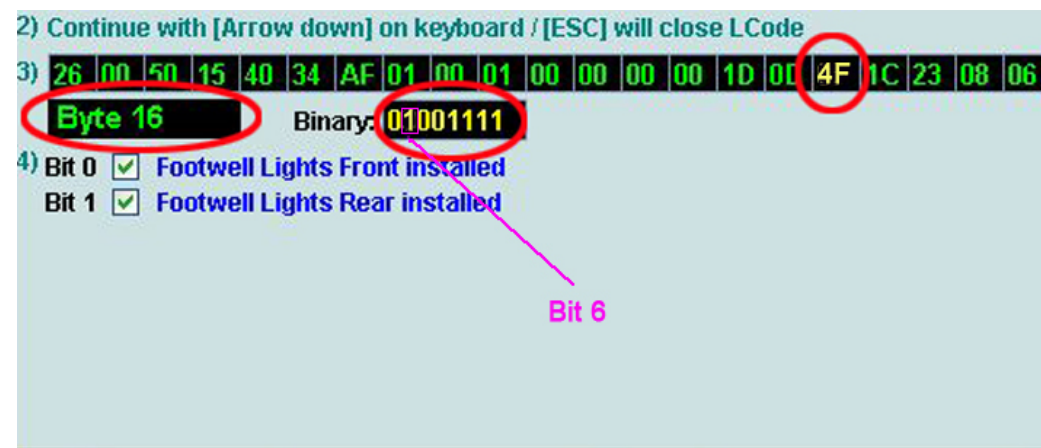 2) Continue with [Arrow down] on keyboard / [ESC] will close LCode
3) 26 00 50 15 40 34 AF 01 00 01 00 00 00 00 1D 0D 4F 1C 23 08 06
Byte 16 Binary: 01001111
4) Bit 0 Footwell Lights Front installed
Bit 1 Footwell Lights Rear installed
Bit 6